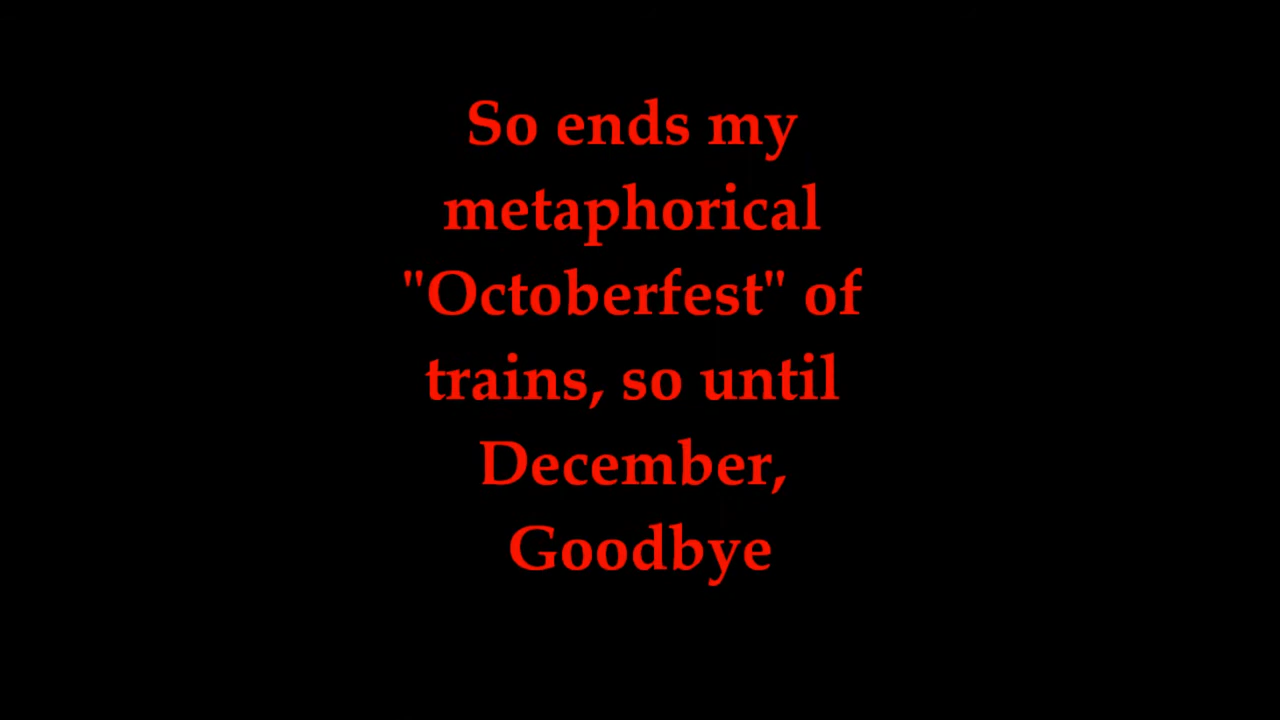 So ends my
metaphorical
"Octoberfest" of
trains, so until
December,
Goodbye